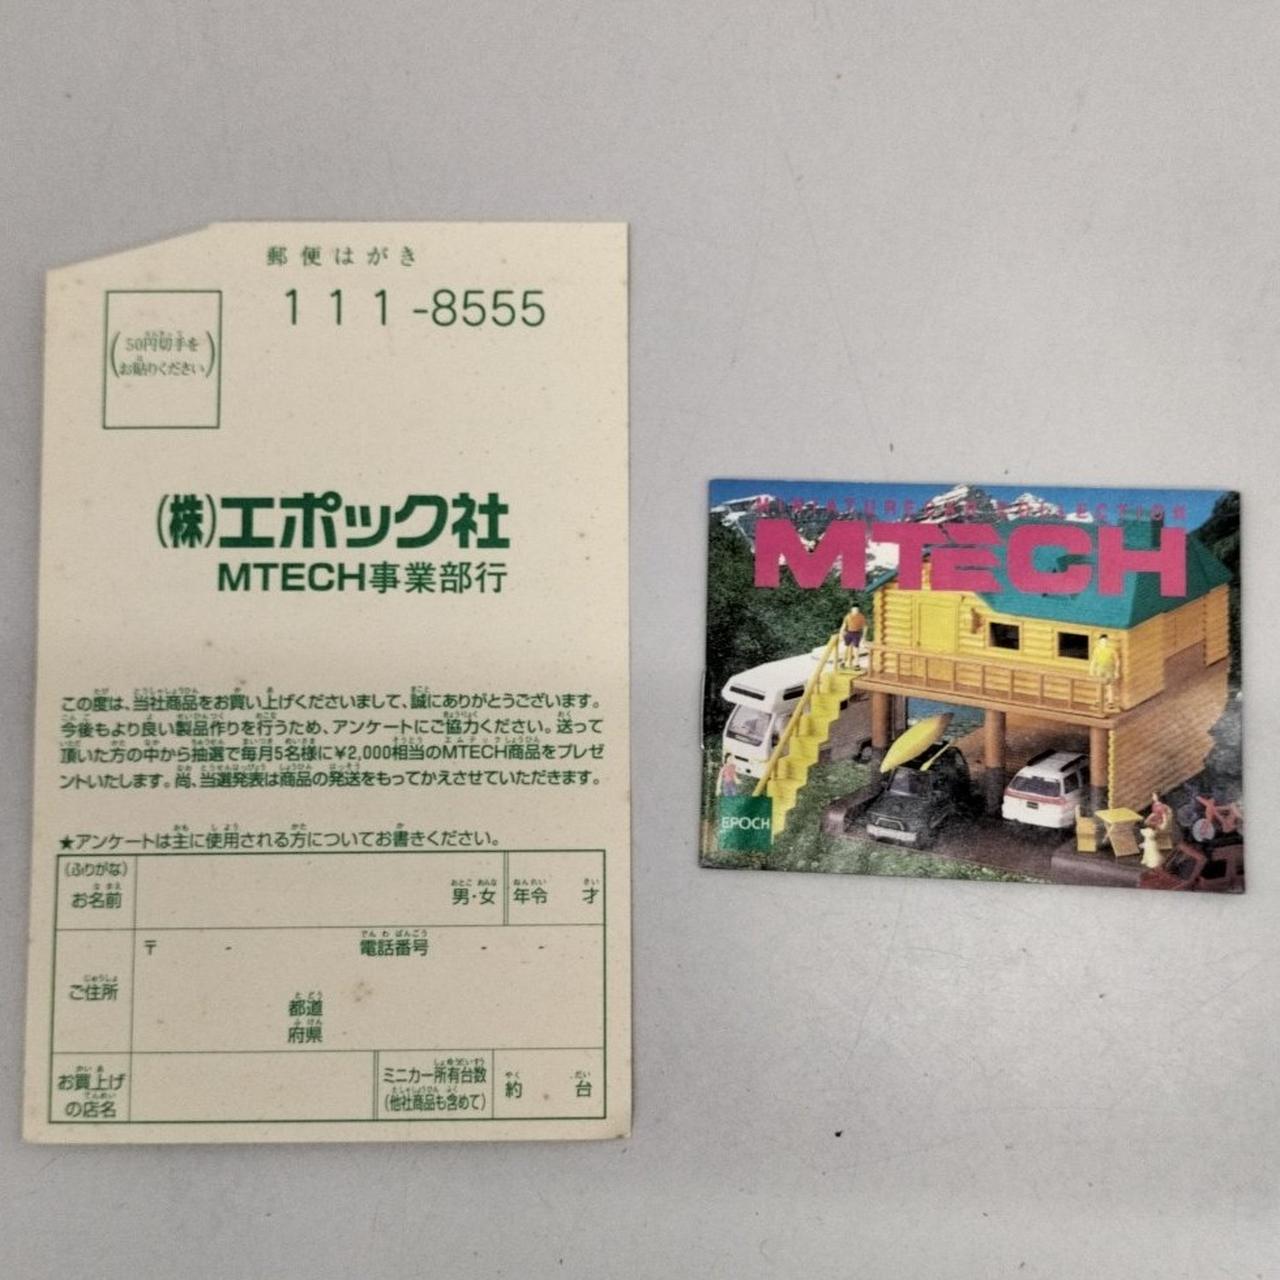 郵便はがき
111-8555
(50円切手を
お貼りください)
(株)エポック社
MTECH事業部行
この度は、当社商品をお買い上げくださいまして、誠にありがとうございます。
今後もより良い製品作りを行うため、アンケートにご協力ください。送って
頂いた方の中から抽選で毎月5名様に¥2,000相当のMTECH商品をプレゼ
ントいたします。尚、当選発表は商品の発送をもってかえさせていただきます。
★アンケートは主に使用される方についてお書きください。
(ふりがな)
お名前
男・女
年令 才
ご住所
〒 -
電話番号 - -
都道
府県
お買上げ
の店名
ミニカー所有台数
(他社商品も含めて)
約 台
MINIATURECAR COLLECTION
MTECH
EPOCH